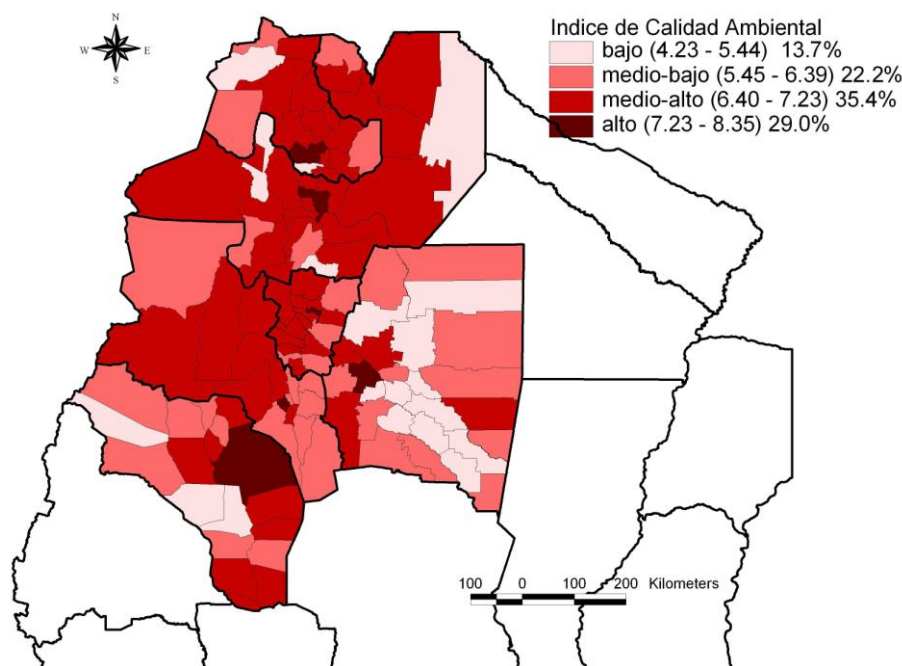 N
W E
S
Indice de Calidad Ambiental
bajo (4.23 - 5.44) 13.7%
medio-bajo (5.45 - 6.39) 22.2%
medio-alto (6.40 - 7.23) 35.4%
alto (7.23 - 8.35) 29.0%
100 0 100 200 Kilometers